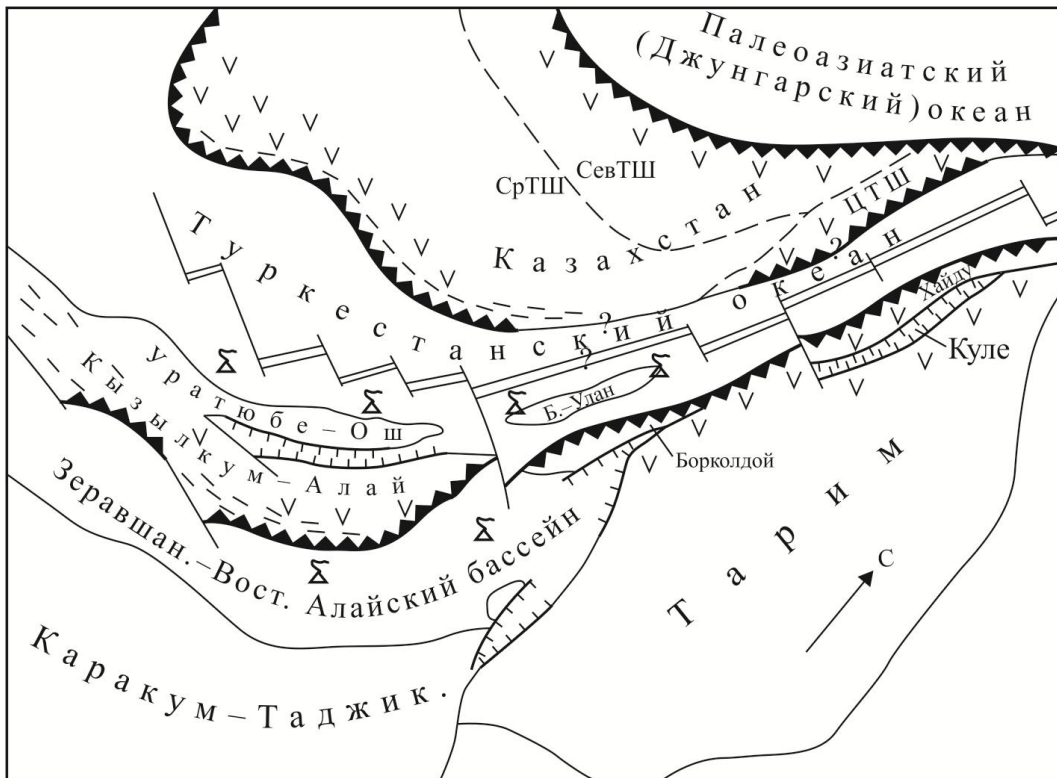 Палеоазиатский
(Джунгарский) океан
СрТШ
СевТШ
ЦТШ
Казахстан
Туркестанский океан
?
?
?
Хайду
Куле
Уратюбе–Ош
Б.–Улан
Кызылкум–Алай
Борколдой
Зеравшан.–Вост. Алайский бассейн
Тарим
С
Каракум–Таджик.